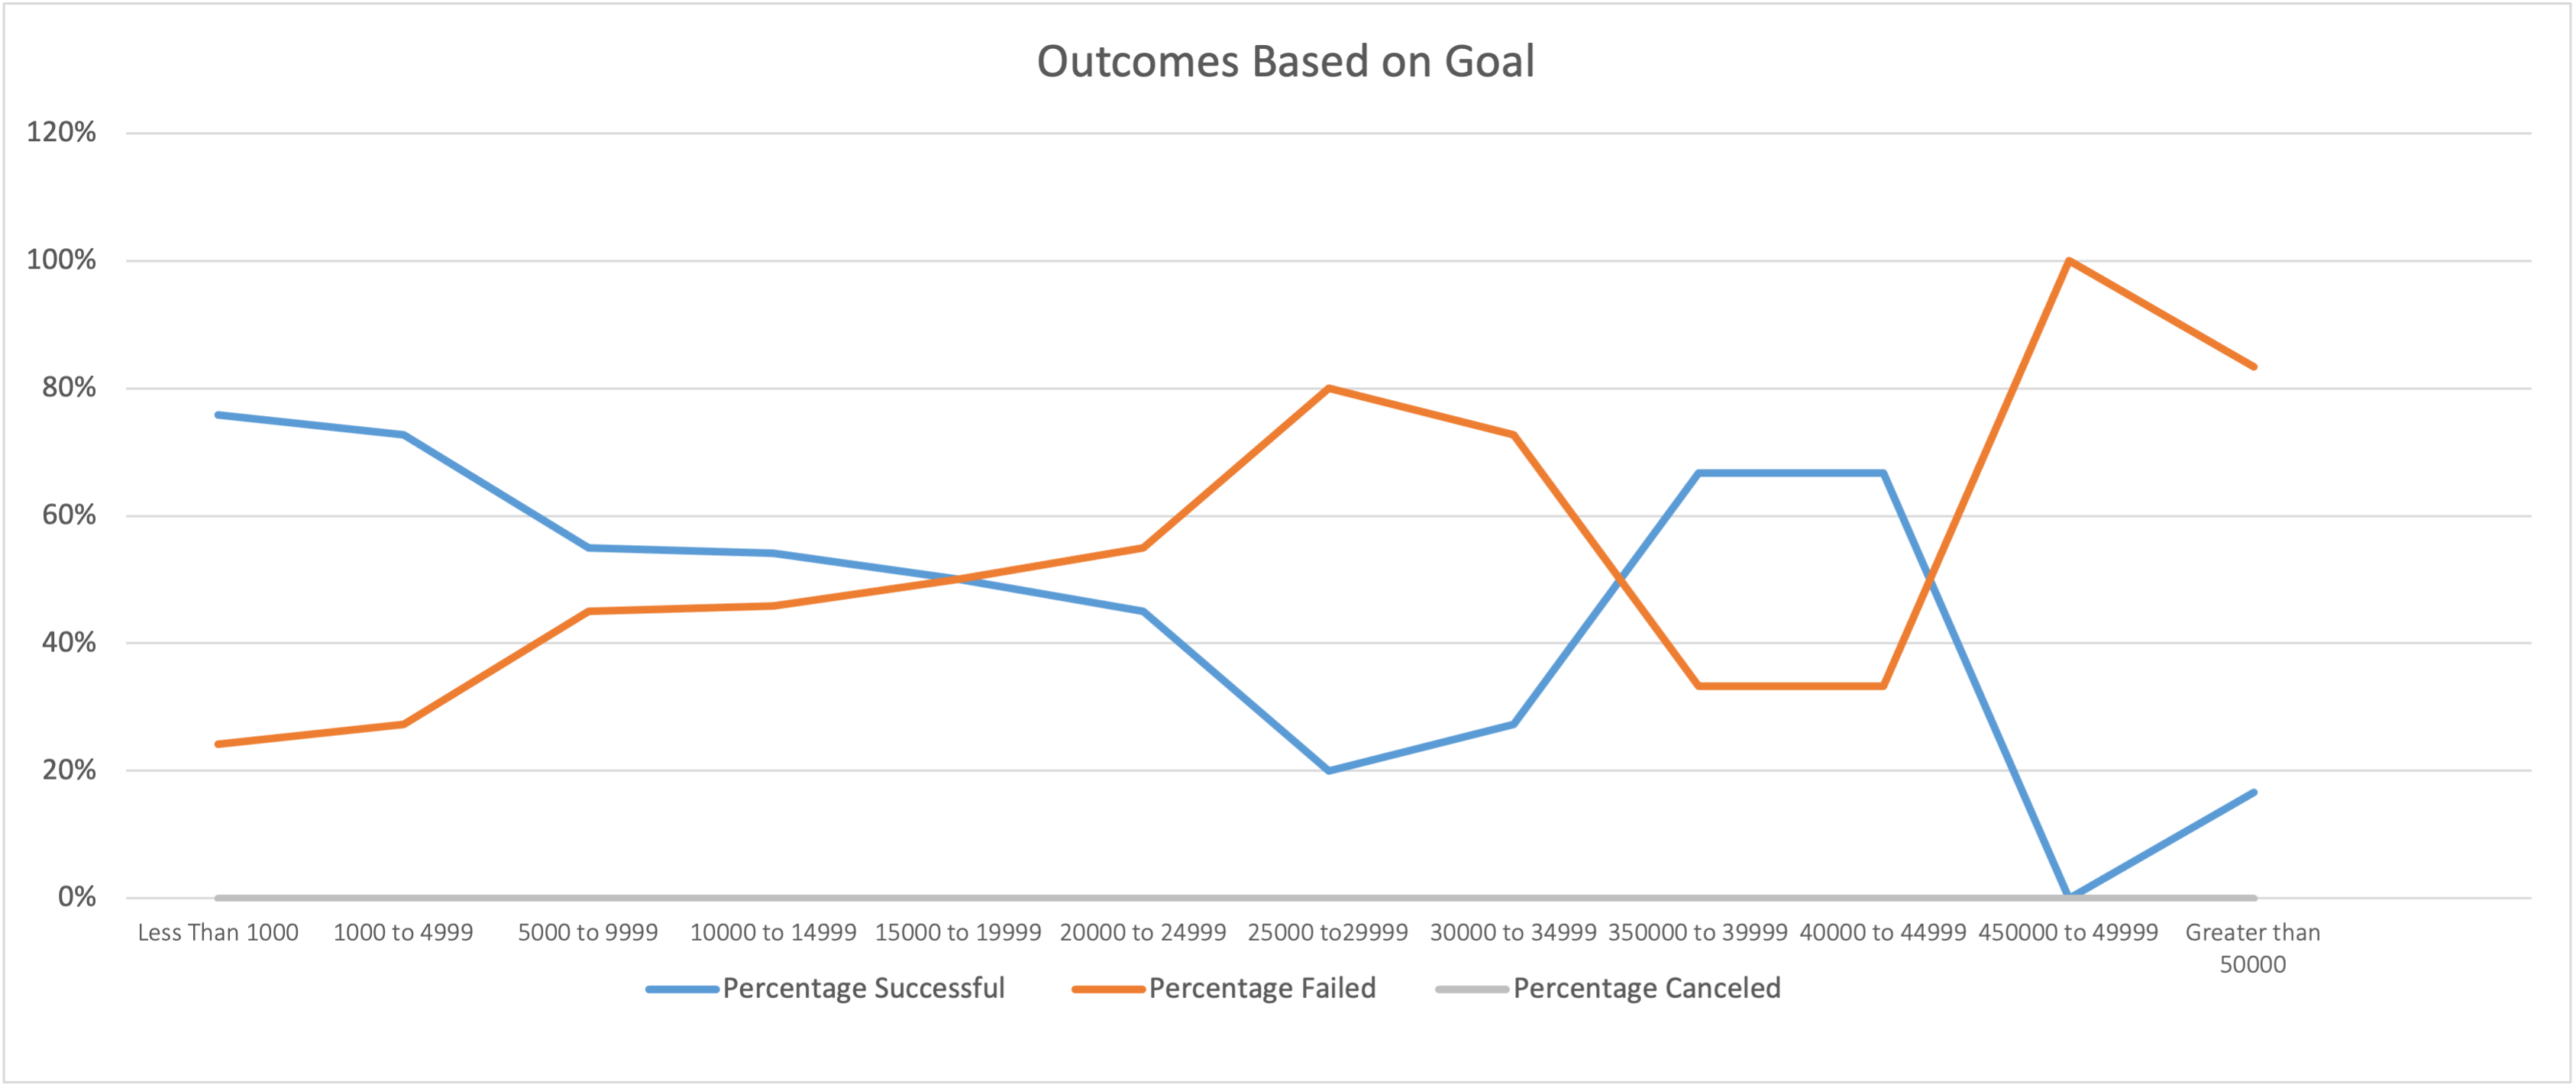 Outcomes Based on Goal
120%
100%
80%
60%
40%
20%
0%
Less Than 1000
1000 to 4999
5000 to 9999
10000 to 14999
15000 to 19999
20000 to 24999
25000 to29999
30000 to 34999
350000 to 39999
40000 to 44999
450000 to 49999
Greater than
50000
Percentage Successful
Percentage Failed
Percentage Canceled